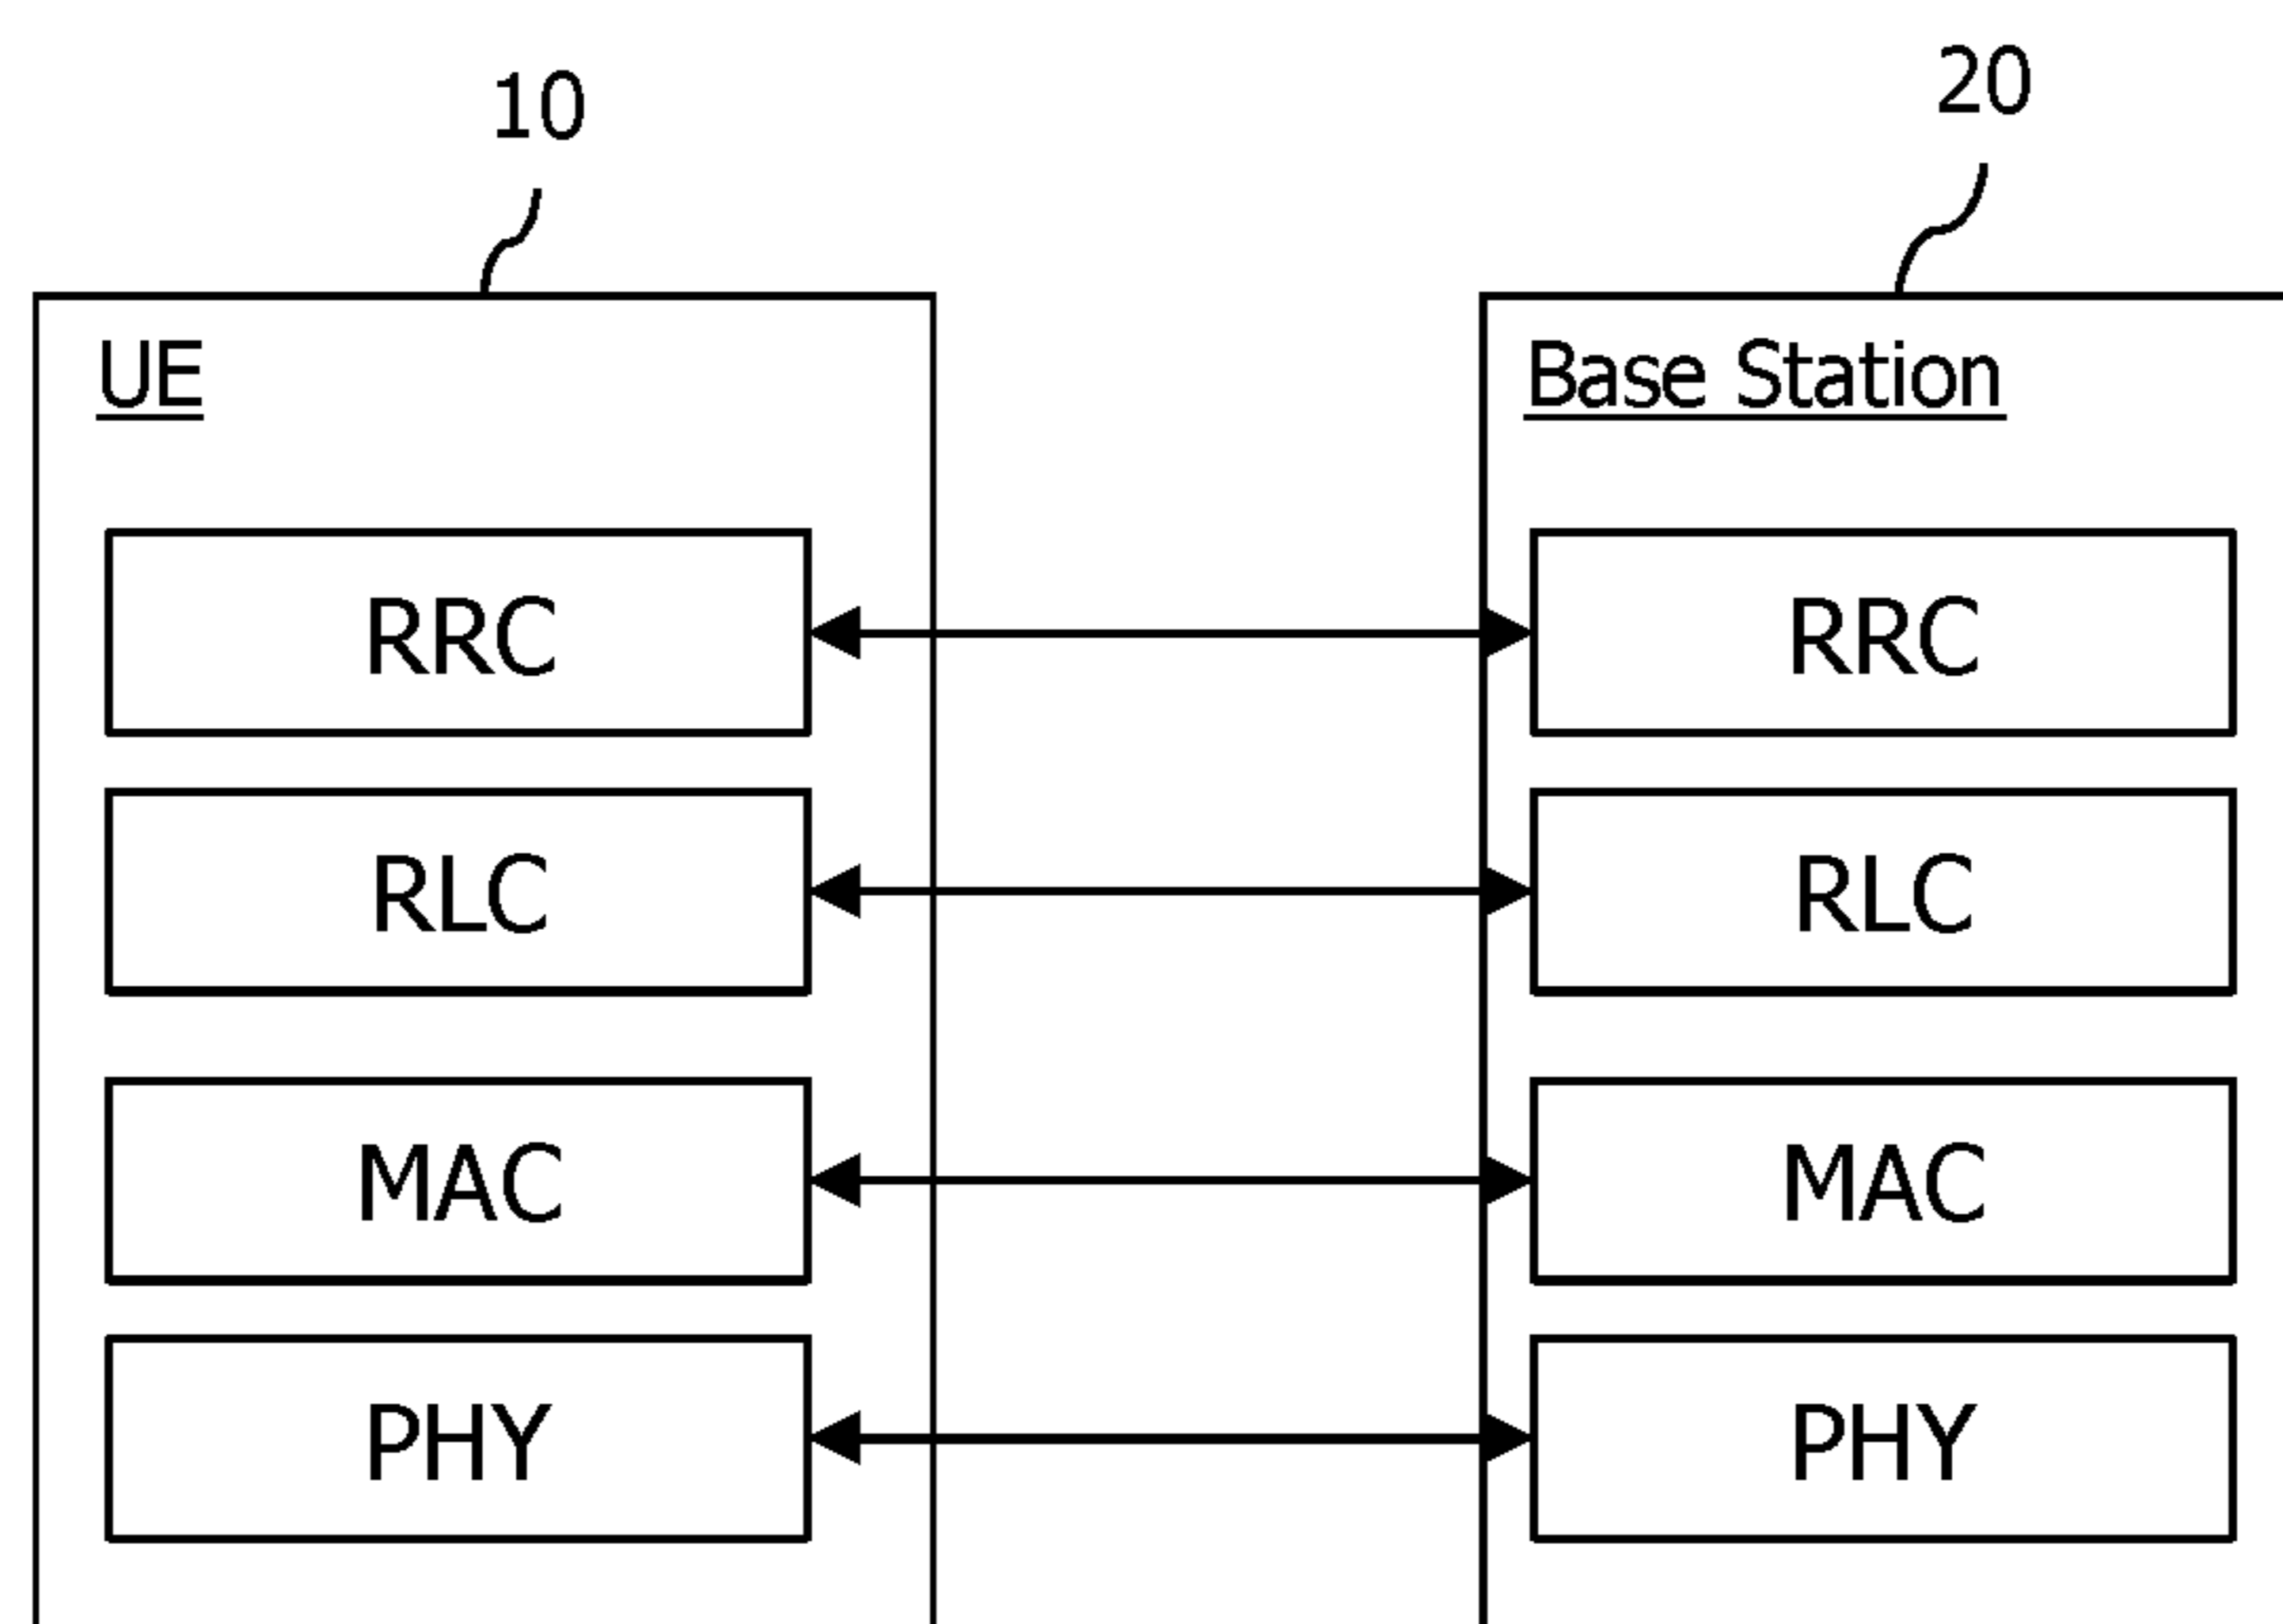 10
20
UE
Base Station
RRC
RRC
RLC
RLC
MAC
MAC
PHY
PHY